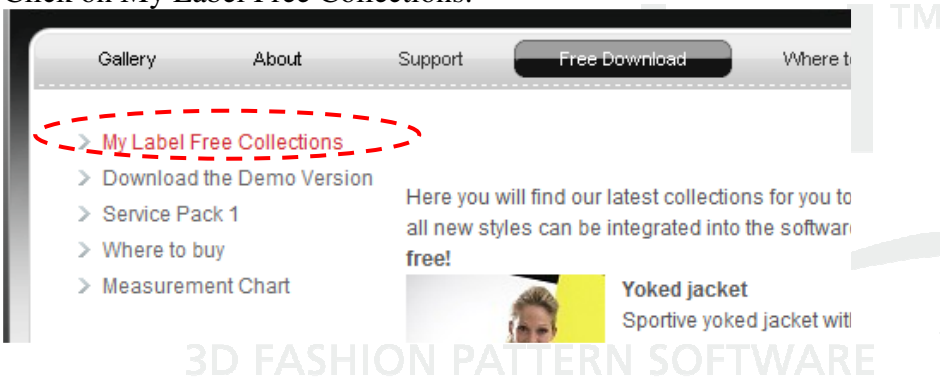 Click on My Label Free Collections.
TM
Gallery About Support Free Download Where to
> My Label Free Collections
> Download the Demo Version
> Service Pack 1
> Where to buy
> Measurement Chart
Here you will find our latest collections for you to
all new styles can be integrated into the software
free!
Yoked jacket
Sportive yoked jacket with
3D FASHION PATTERN SOFTWARE